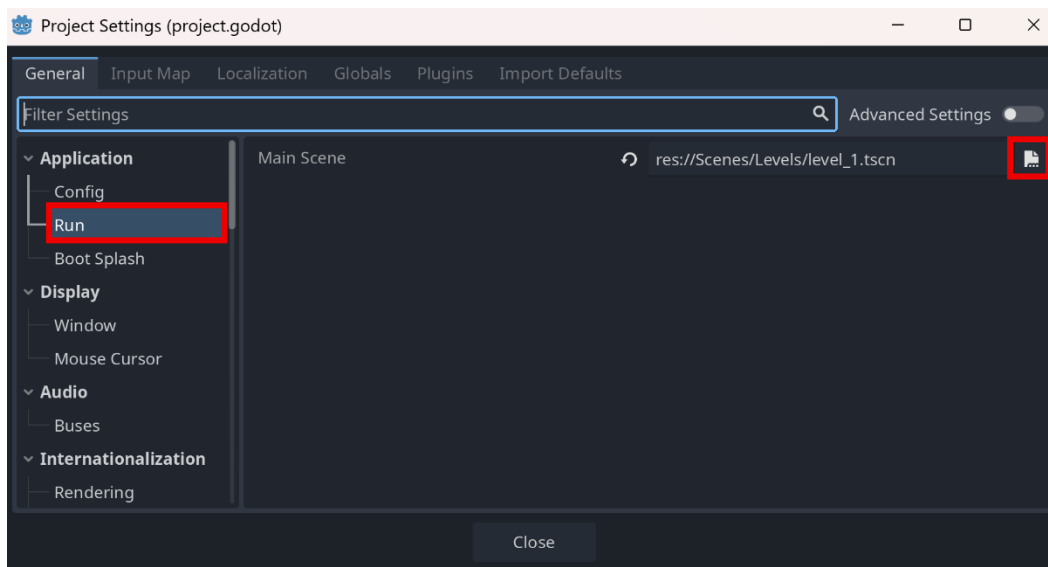 Project Settings (project.godot)
General Input Map Localization Globals Plugins Import Defaults
Filter Settings Advanced Settings
Application
Config
Run
Boot Splash
Display
Window
Mouse Cursor
Audio
Buses
Internationalization
Rendering
Main Scene res://Scenes/Levels/level_1.tscn
Close